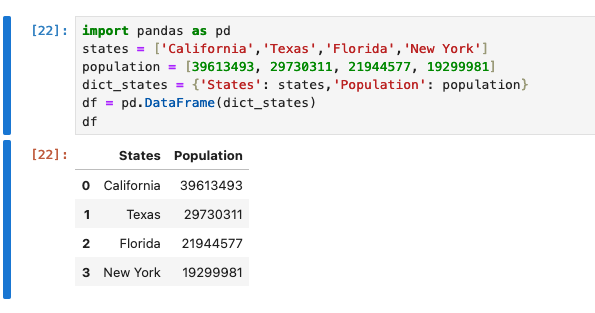 [22]: import pandas as pd
states = ['California','Texas','Florida','New York']
population = [39613493, 29730311, 21944577, 19299981]
dict_states = {'States': states,'Population': population}
df = pd.DataFrame(dict_states)
df
[22]: States Population
0 California 39613493
1 Texas 29730311
2 Florida 21944577
3 New York 19299981